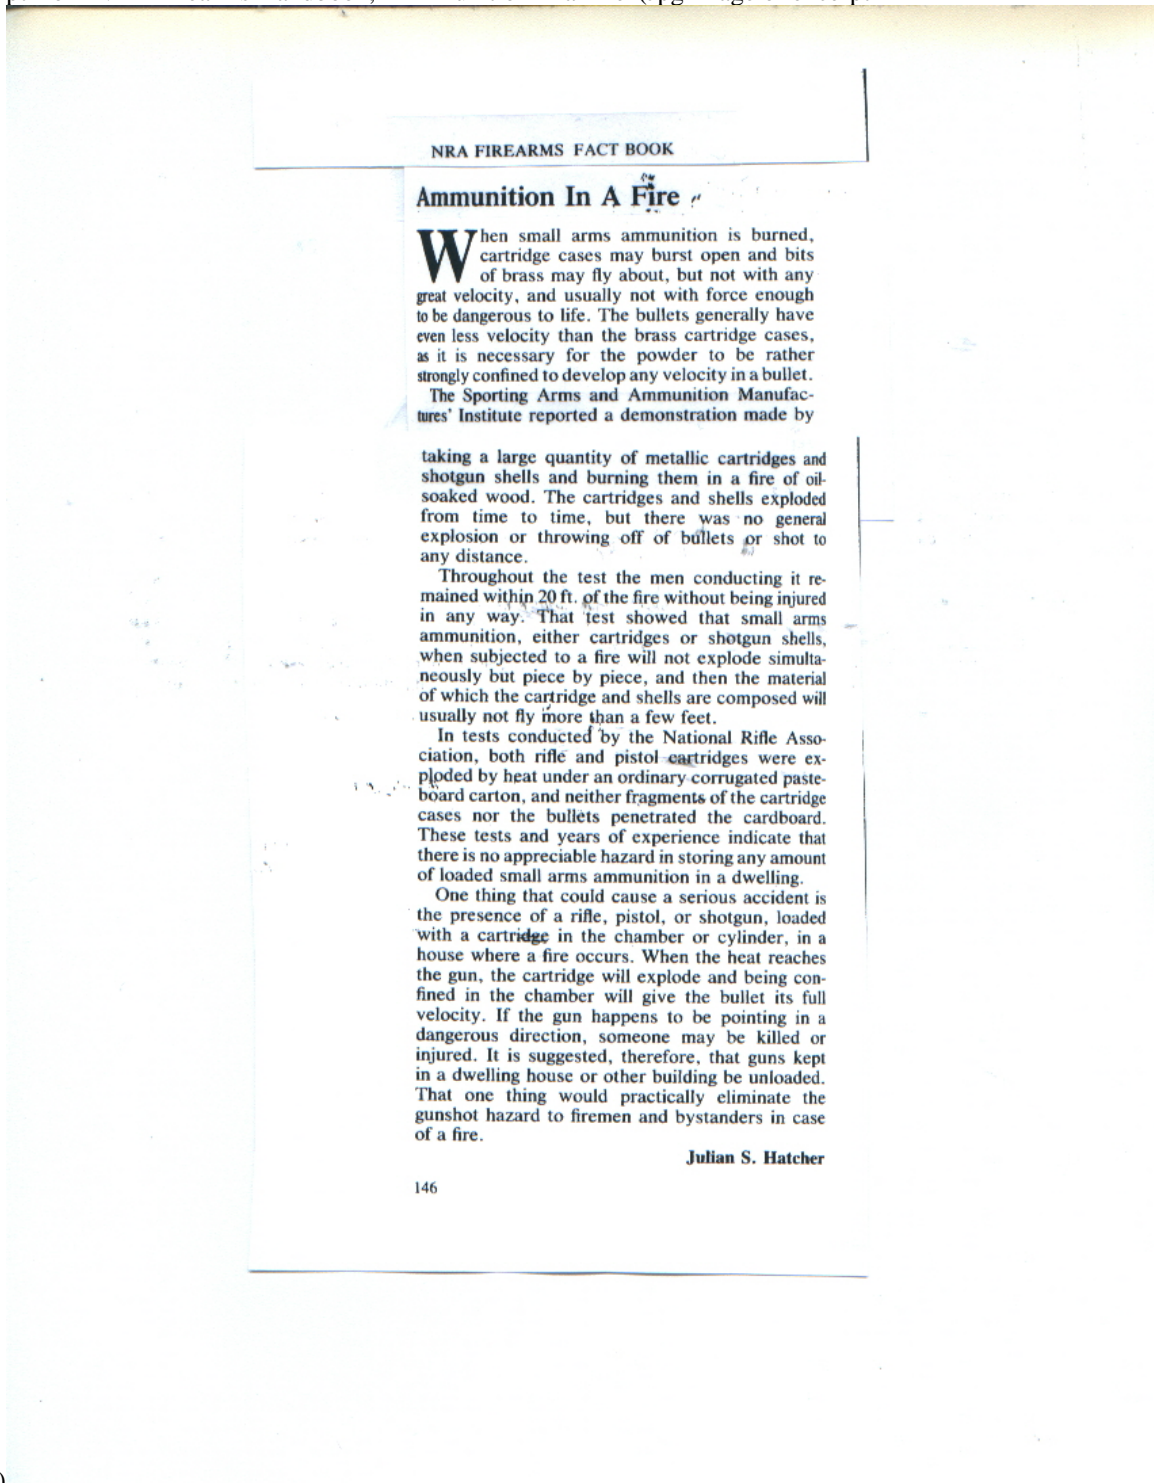 NRA FIREARMS FACT BOOK
Ammunition In A Fire
When small arms ammunition is burned,
cartridge cases may burst open and bits
of brass may fly about, but not with any
great velocity, and usually not with force enough
to be dangerous to life. The bullets generally have
even less velocity than the brass cartridge cases,
as it is necessary for the powder to be rather
strongly confined to develop any velocity in a bullet.
The Sporting Arms and Ammunition Manufac-
tures' Institute reported a demonstration made by
taking a large quantity of metallic cartridges and
shotgun shells and burning them in a fire of oil-
soaked wood. The cartridges and shells exploded
from time to time, but there was no general
explosion or throwing off of bullets or shot to
any distance.
Throughout the test the men conducting it re-
mained within 20 ft. of the fire without being injured
in any way. That test showed that small arms
ammunition, either cartridges or shotgun shells,
when subjected to a fire will not explode simulta-
neously but piece by piece, and then the material
of which the cartridge and shells are composed will
usually not fly more than a few feet.
In tests conducted by the National Rifle Asso-
ciation, both rifle and pistol cartridges were ex-
ploded by heat under an ordinary corrugated paste-
board carton, and neither fragments of the cartridge
cases nor the bullets penetrated the cardboard.
These tests and years of experience indicate that
there is no appreciable hazard in storing any amount
of loaded small arms ammunition in a dwelling.
One thing that could cause a serious accident is
the presence of a rifle, pistol, or shotgun, loaded
with a cartridge in the chamber or cylinder, in a
house where a fire occurs. When the heat reaches
the gun, the cartridge will explode and being con-
fined in the chamber will give the bullet its full
velocity. If the gun happens to be pointing in a
dangerous direction, someone may be killed or
injured. It is suggested, therefore, that guns kept
in a dwelling house or other building be unloaded.
That one thing would practically eliminate the
gunshot hazard to firemen and bystanders in case
of a fire.
Julian S. Hatcher
146
)